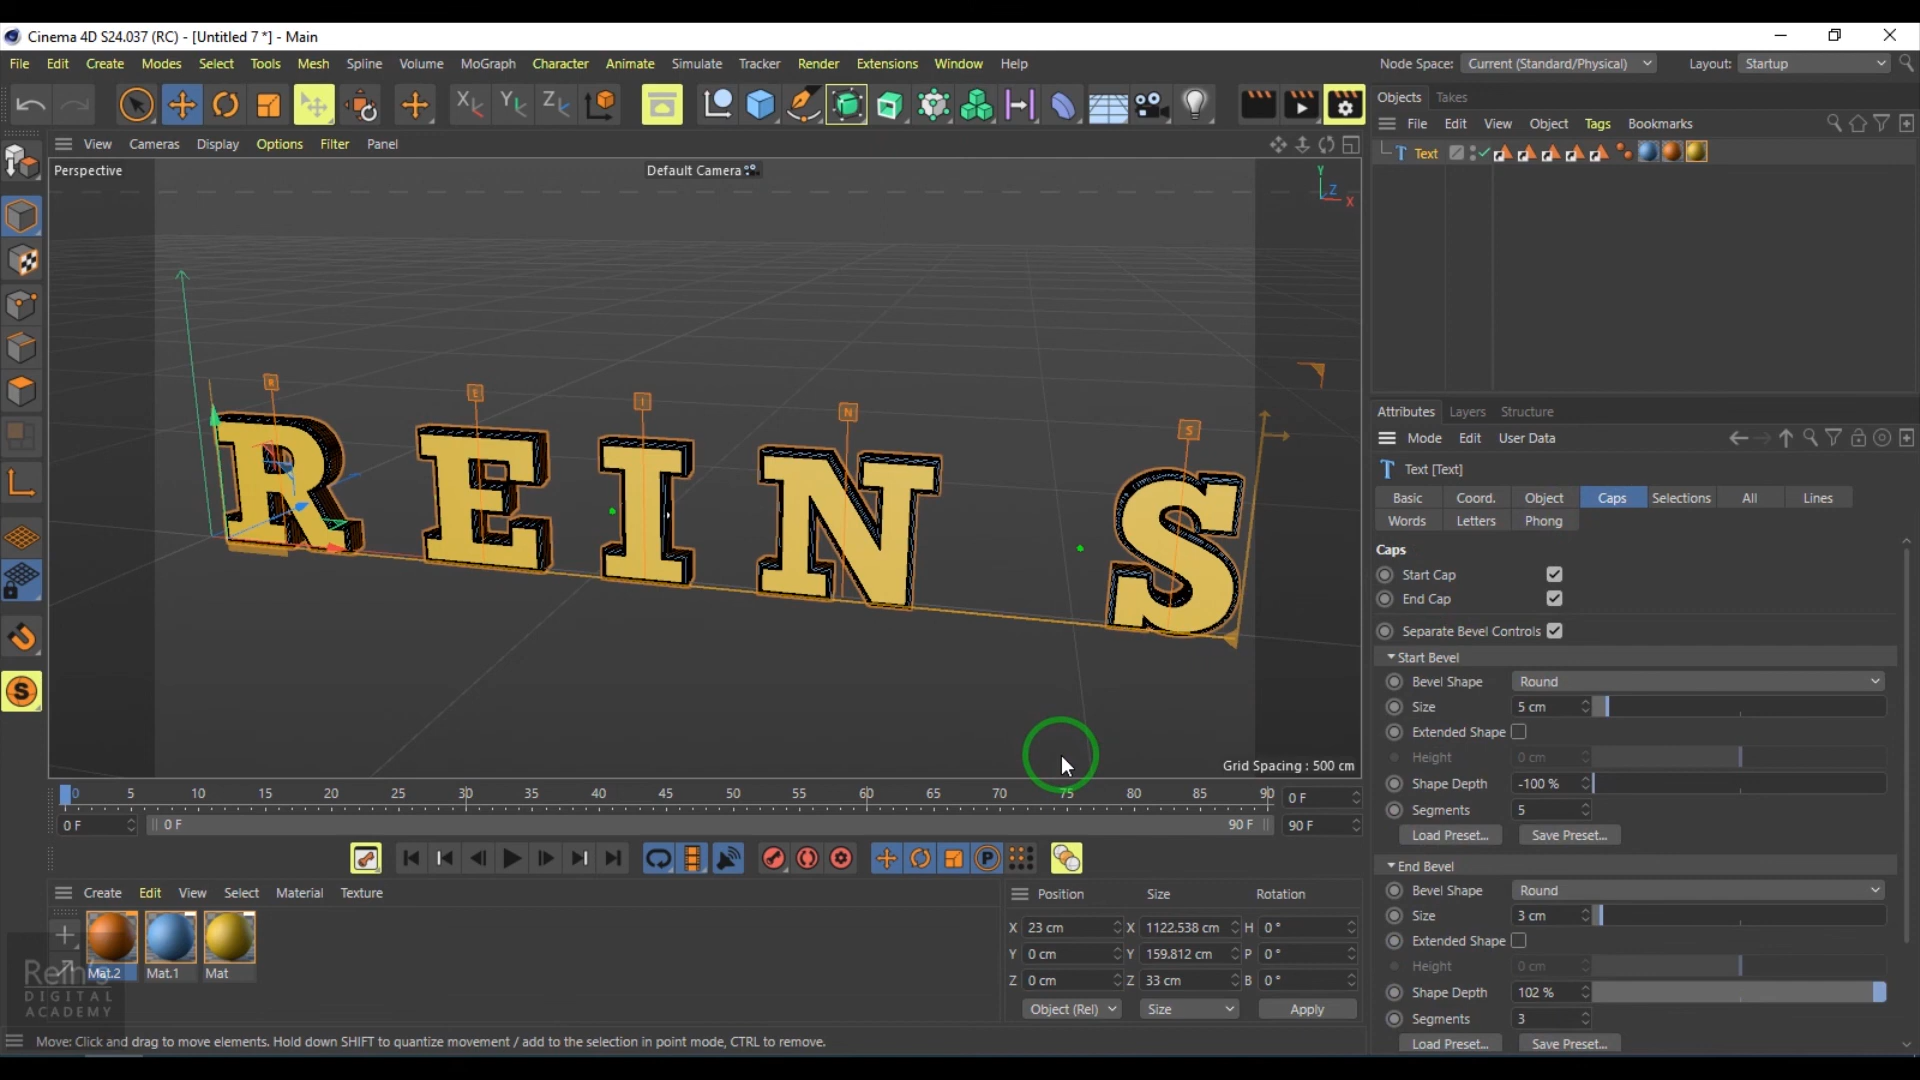 Cinema 4D S24.037 (RC) - [Untitled 7 *] - Main
File Edit Create Modes Select Tools Mesh Spline Volume MoGraph Character Animate Simulate Tracker Render Extensions Window Help Node Space: Current (Standard/Physical) Layout: Startup
X Y Z
Objects Takes
File Edit View Object Tags Bookmarks
View Cameras Display Options Filter Panel
Text
Perspective Default Camera
Y
Z
X
R E I N S
REIN S
Grid Spacing : 500 cm
Attributes Layers Structure
Mode Edit User Data
Text [Text]
Basic Coord. Object Caps Selections All Lines
Words Letters Phong
Caps
Start Cap
End Cap
Separate Bevel Controls
Start Bevel
Bevel Shape Round
Size 5 cm
Extended Shape
Height 0 cm
Shape Depth -100 %
Segments 5
Load Preset... Save Preset...
End Bevel
Bevel Shape Round
Size 3 cm
Extended Shape
Height 0 cm
Shape Depth 102 %
Segments 3
Load Preset... Save Preset...
0 5 10 15 20 25 30 35 40 45 50 55 60 65 70 75 80 85 90 0 F
0 F 0 F 90 F 90 F
P
Create Edit View Select Material Texture
Mat.2 Mat.1 Mat
Position Size Rotation
X 23 cm X 1122.538 cm H 0 °
Y 0 cm Y 159.812 cm P 0 °
Z 0 cm Z 33 cm B 0 °
Object (Rel) Size Apply
Rein's
DIGITAL
ACADEMY
Move: Click and drag to move elements. Hold down SHIFT to quantize movement / add to the selection in point mode, CTRL to remove.